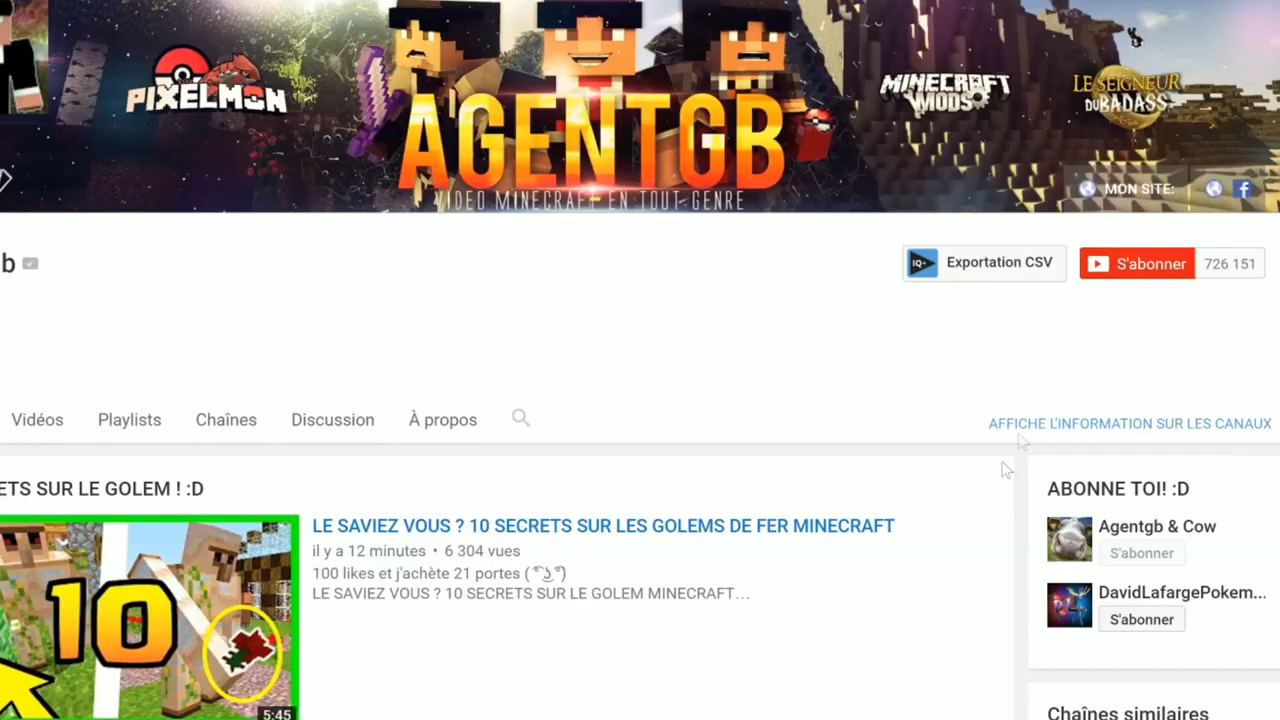 PIXELMON
AGENTGB
VIDEO MINECRAFT EN TOUT GENRE
MINECRAFT
MODS
LE SEIGNEUR
DU BADASS
MON SITE:
b
IQ+
Exportation CSV
S'abonner
726 151
Vidéos
Playlists
Chaînes
Discussion
À propos
AFFICHE L'INFORMATION SUR LES CANAUX
ETS SUR LE GOLEM ! :D
10
5:45
LE SAVIEZ VOUS ? 10 SECRETS SUR LES GOLEMS DE FER MINECRAFT
il y a 12 minutes • 6 304 vues
100 likes et j'achète 21 portes ( ͡° ͜ʖ ͡°)
LE SAVIEZ VOUS ? 10 SECRETS SUR LE GOLEM MINECRAFT...
ABONNE TOI! :D
Agentgb & Cow
S'abonner
DavidLafargePokem...
S'abonner
Chaînes similaires